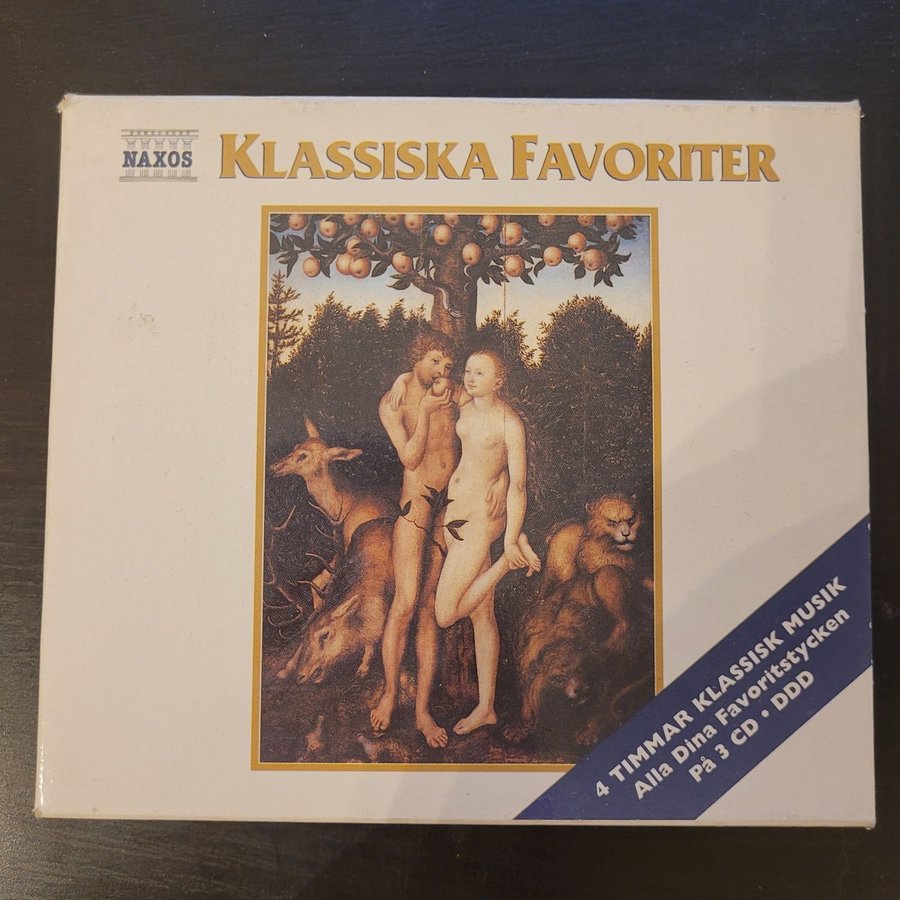 NAXOS
KLASSISKA FAVORITER
4 TIMMAR KLASSISK MUSIK
Alla Dina Favoritstycken
På 3 CD • DDD